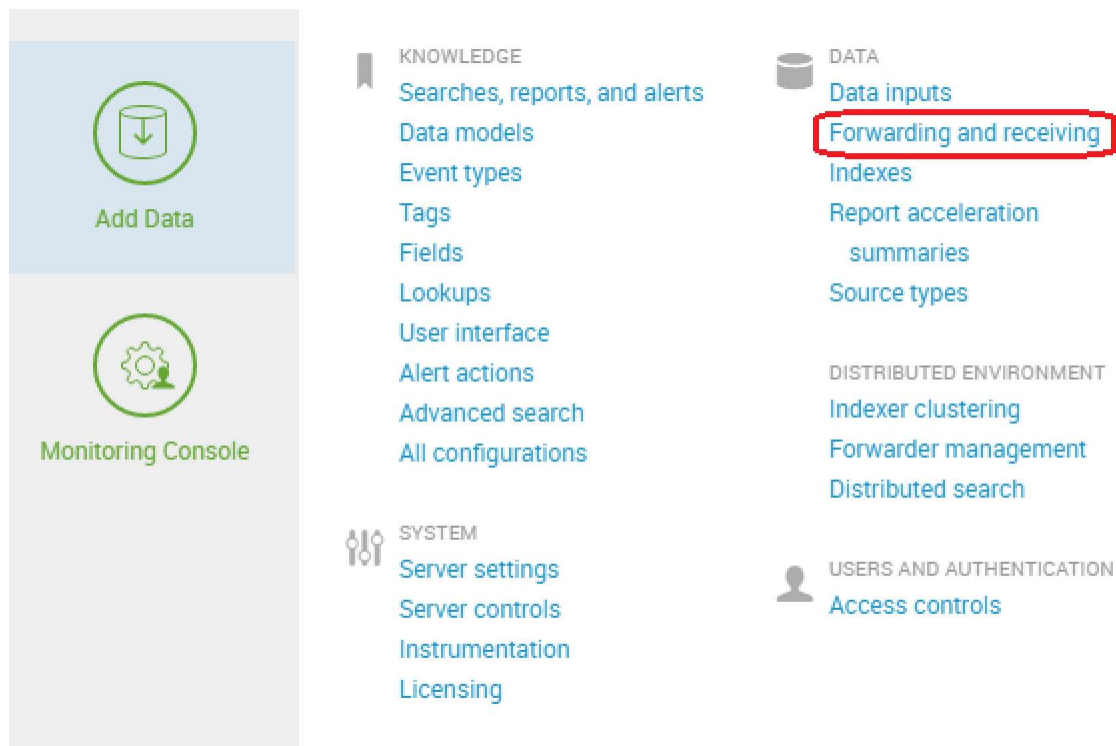 Add Data
Monitoring Console
KNOWLEDGE
Searches, reports, and alerts
Data models
Event types
Tags
Fields
Lookups
User interface
Alert actions
Advanced search
All configurations
SYSTEM
Server settings
Server controls
Instrumentation
Licensing
DATA
Data inputs
Forwarding and receiving
Indexes
Report acceleration
summaries
Source types
DISTRIBUTED ENVIRONMENT
Indexer clustering
Forwarder management
Distributed search
USERS AND AUTHENTICATION
Access controls